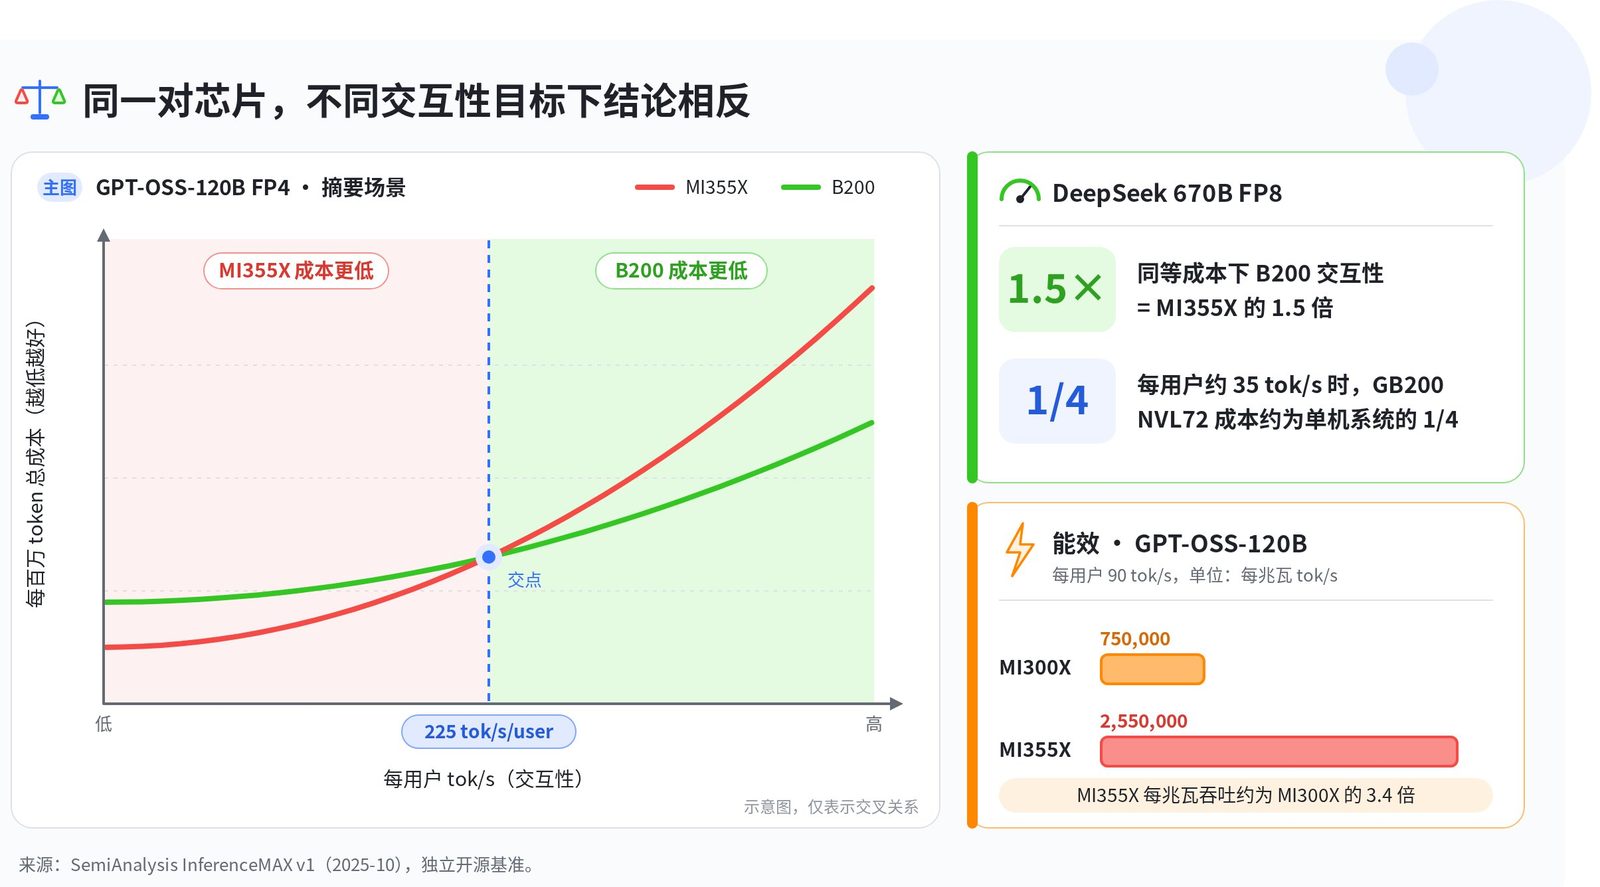 同一对芯片，不同交互性目标下结论相反
主图 GPT-OSS-120B FP4 · 摘要场景
MI355X
B200
MI355X 成本更低
B200 成本更低
每百万 token 总成本（越低越好）
交点
低
225 tok/s/user
高
每用户 tok/s（交互性）
示意图，仅表示交叉关系
DeepSeek 670B FP8
1.5×
同等成本下 B200 交互性
= MI355X 的 1.5 倍
1/4
每用户约 35 tok/s 时，GB200
NVL72 成本约为单机系统的 1/4
能效 · GPT-OSS-120B
每用户 90 tok/s，单位：每兆瓦 tok/s
750,000
MI300X
2,550,000
MI355X
MI355X 每兆瓦吞吐约为 MI300X 的 3.4 倍
来源：SemiAnalysis InferenceMAX v1（2025-10），独立开源基准。